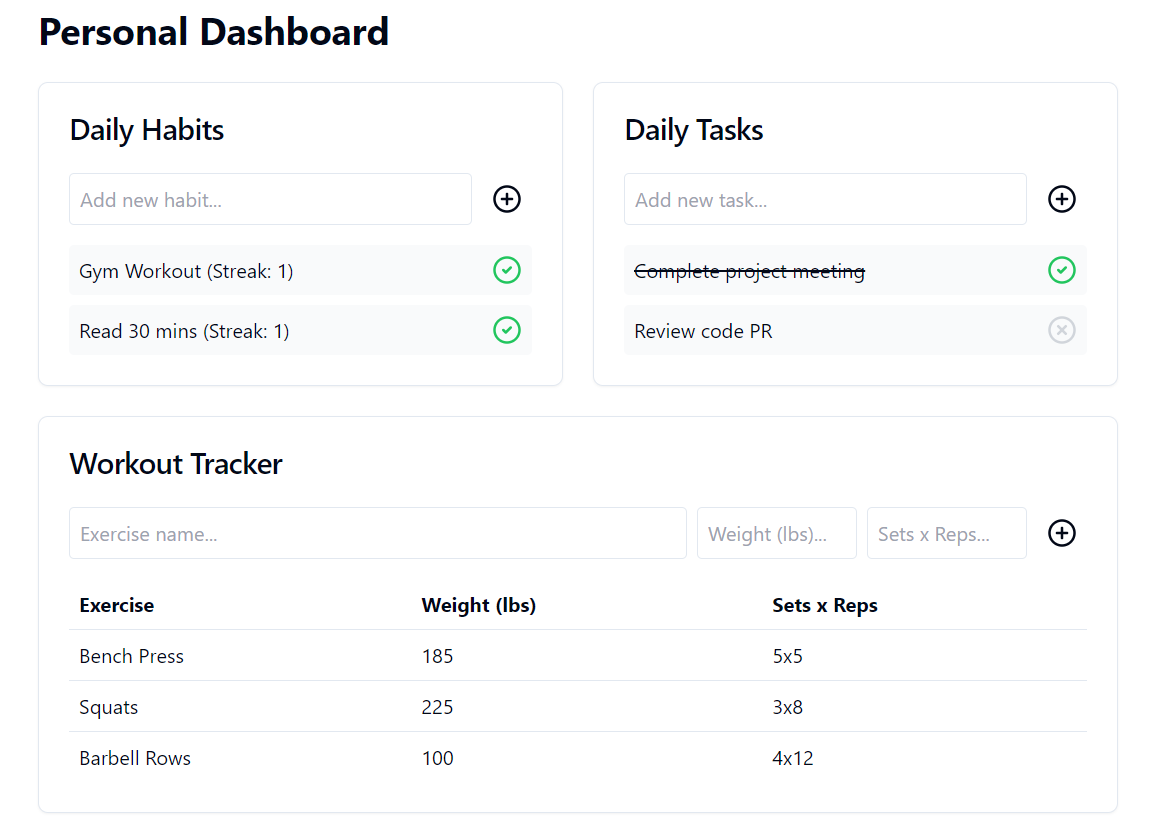 Personal Dashboard
Daily Habits
Add new habit...
Gym Workout (Streak: 1)
Read 30 mins (Streak: 1)
Daily Tasks
Add new task...
Complete project meeting
Review code PR
Workout Tracker
Exercise name... Weight (lbs)... Sets x Reps...
Exercise Weight (lbs) Sets x Reps
Bench Press 185 5x5
Squats 225 3x8
Barbell Rows 100 4x12